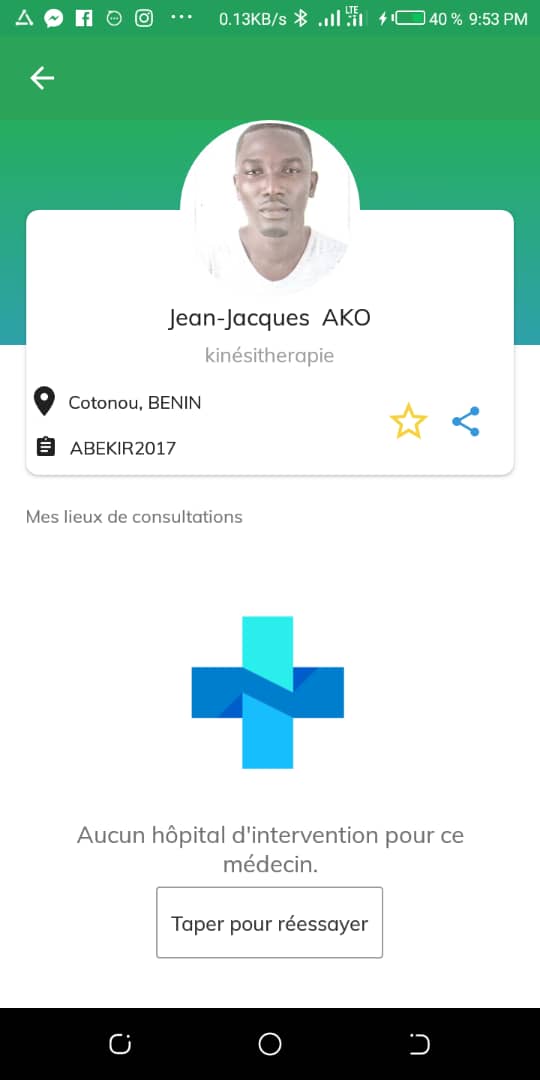 0.13KB/s LTE 40 % 9:53 PM
Jean-Jacques AKO
kinésitherapie
Cotonou, BENIN
ABEKIR2017
Mes lieux de consultations
Aucun hôpital d'intervention pour ce
médecin.
Taper pour réessayer